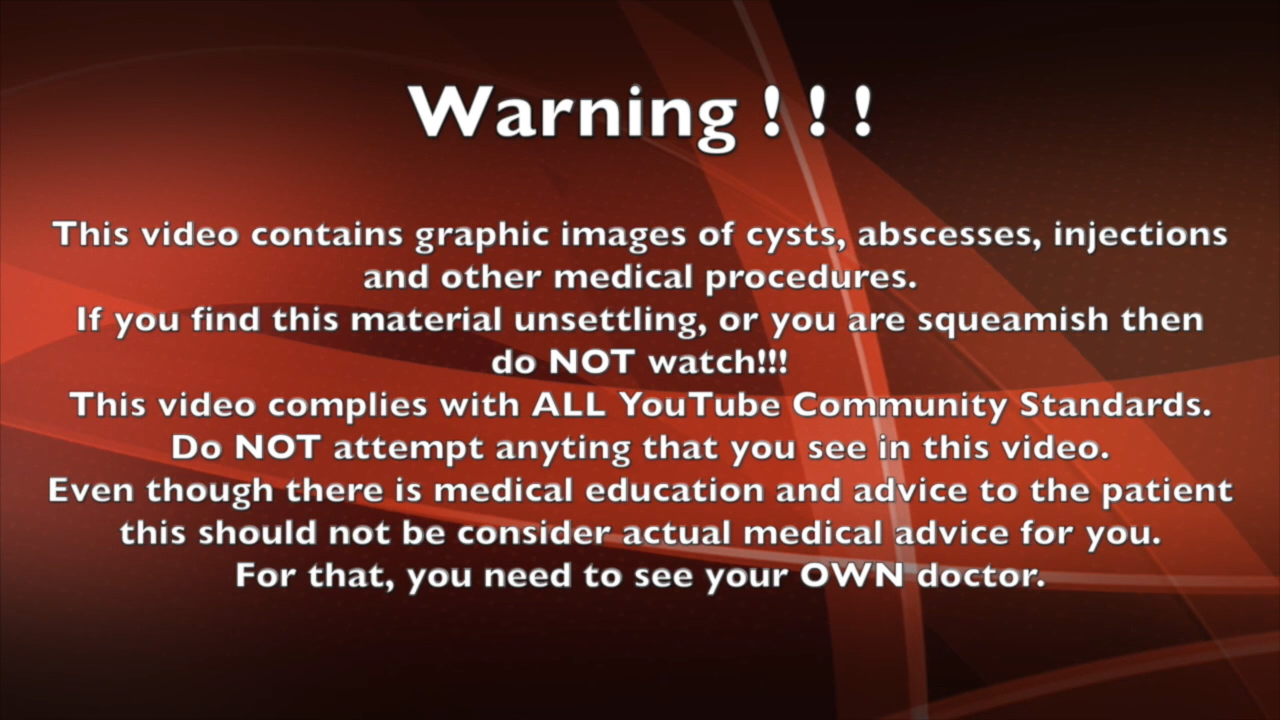 Warning ! ! !
This video contains graphic images of cysts, abscesses, injections
and other medical procedures.
If you find this material unsettling, or you are squeamish then
do NOT watch!!!
This video complies with ALL YouTube Community Standards.
Do NOT attempt anyting that you see in this video.
Even though there is medical education and advice to the patient
this should not be consider actual medical advice for you.
For that, you need to see your OWN doctor.